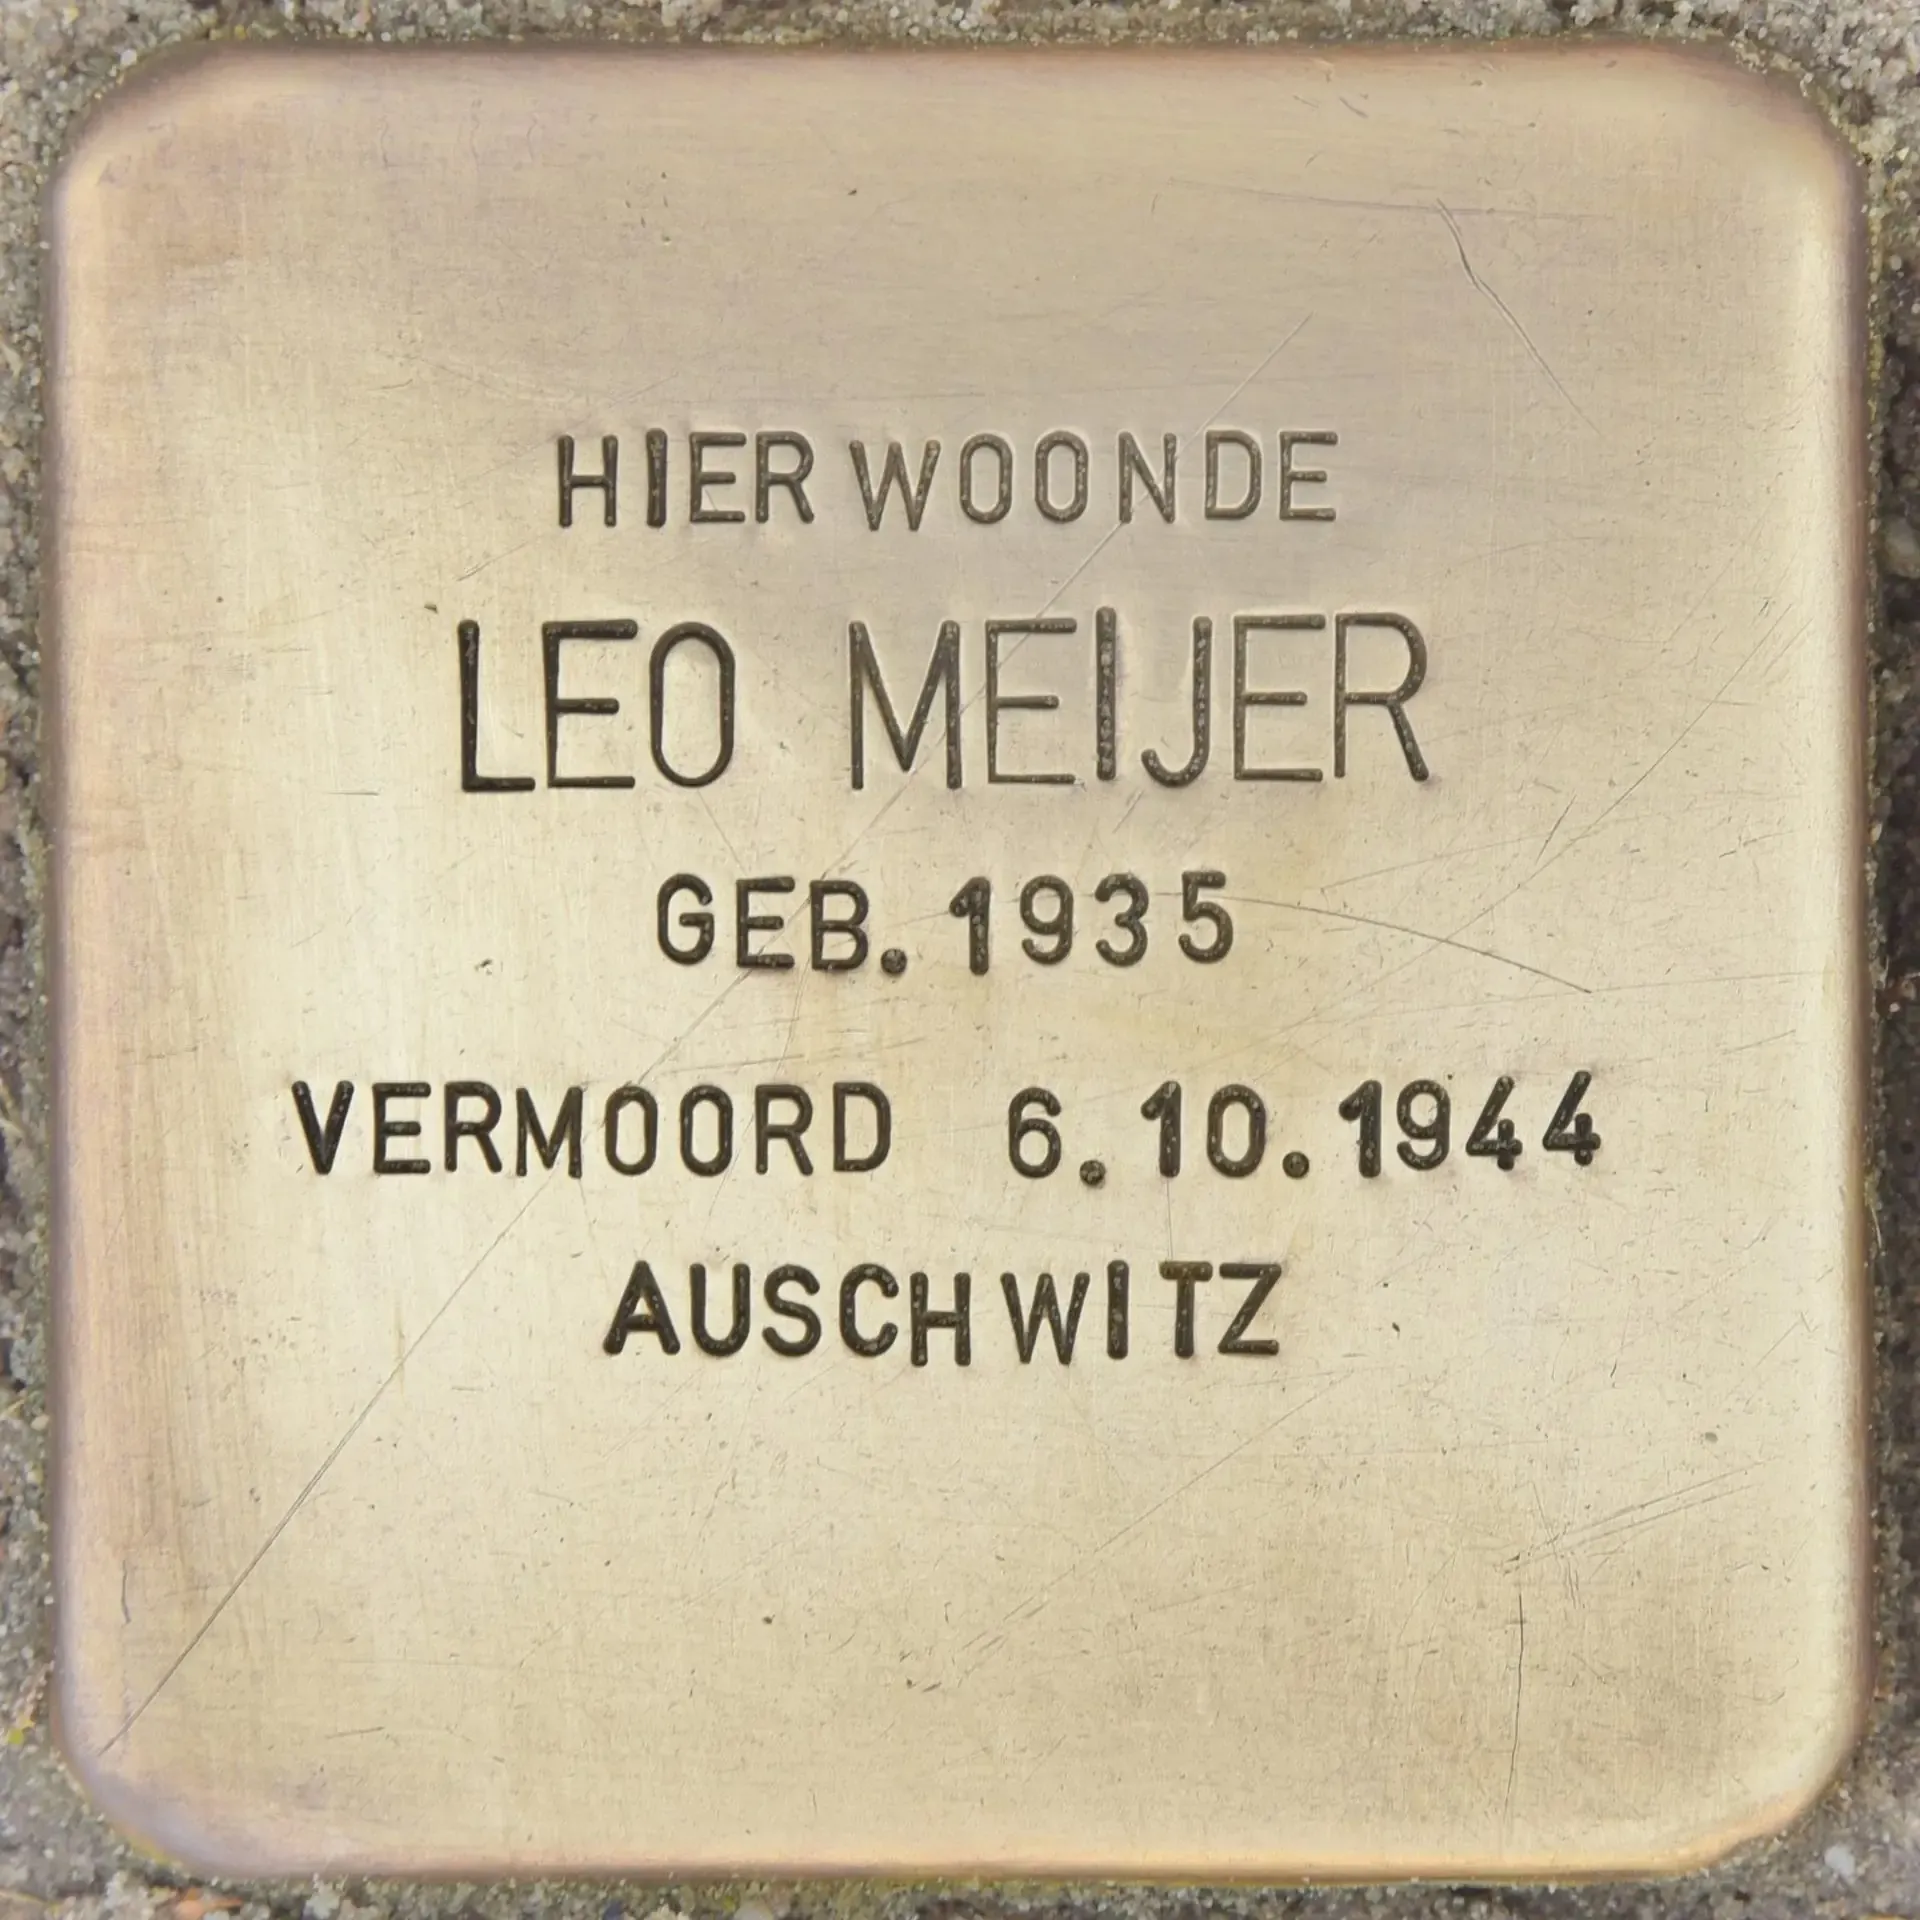 HIER WOONDE
LEO MEIJER
GEB. 1935
VERMOORD 6.10.1944
AUSCHWITZ